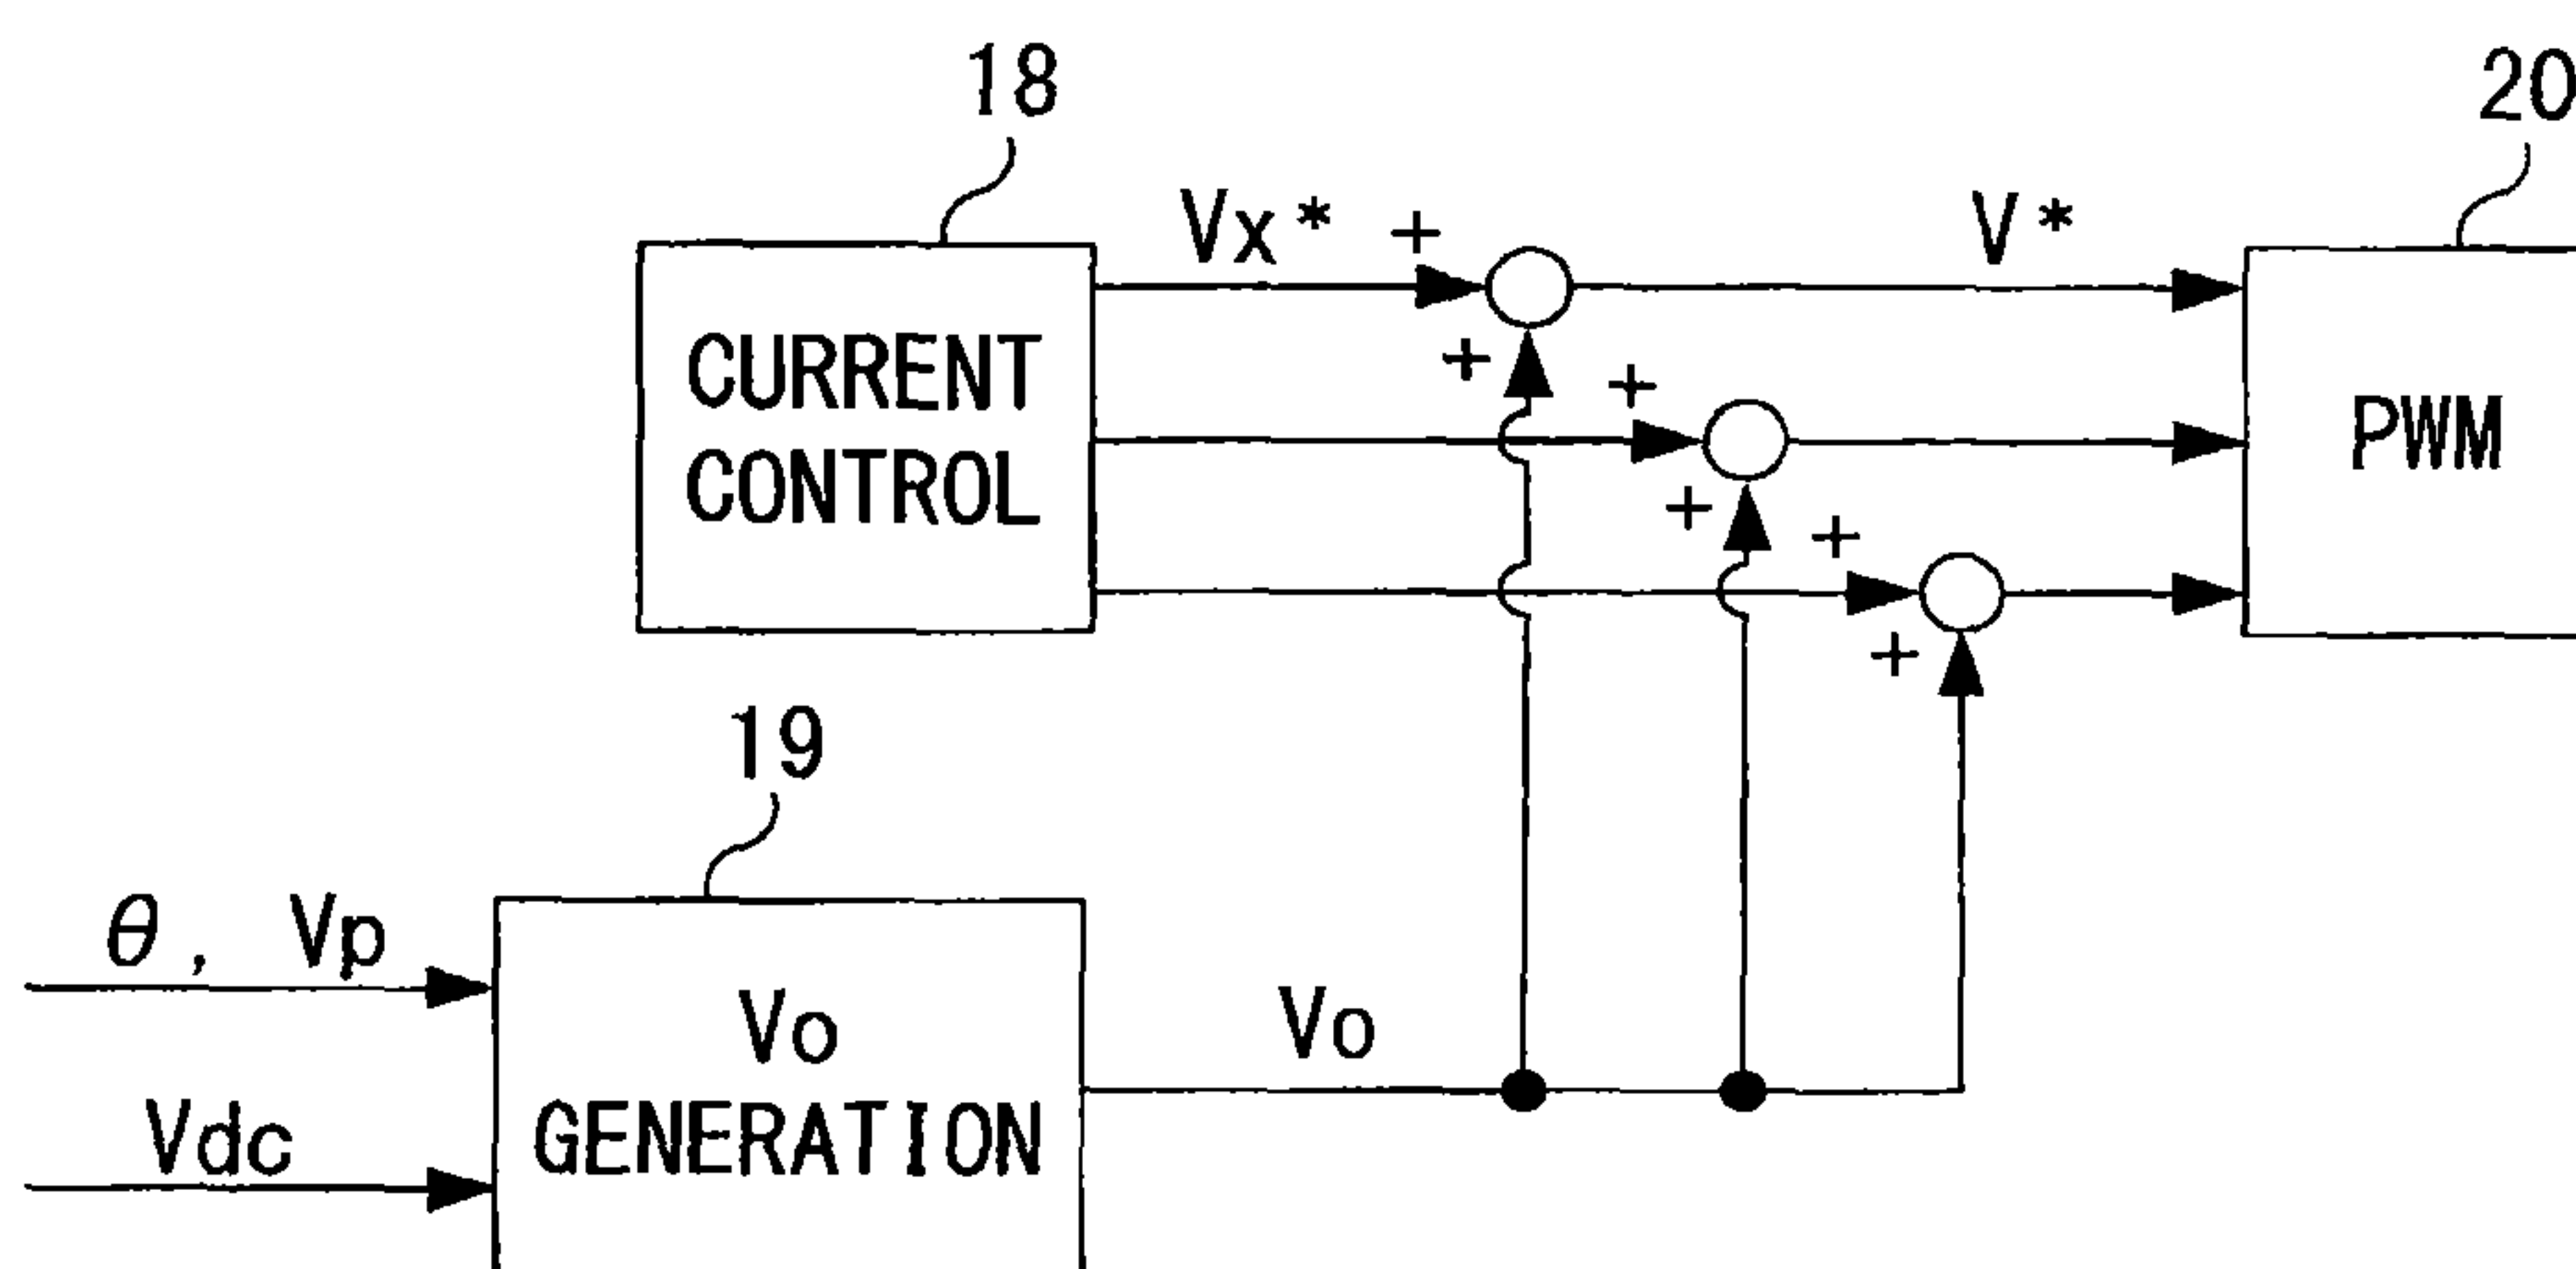 18
20
Vx* +
V*
CURRENT
CONTROL
+
+
PWM
+
+
+
19
θ, Vp
Vo
GENERATION
Vo
Vdc